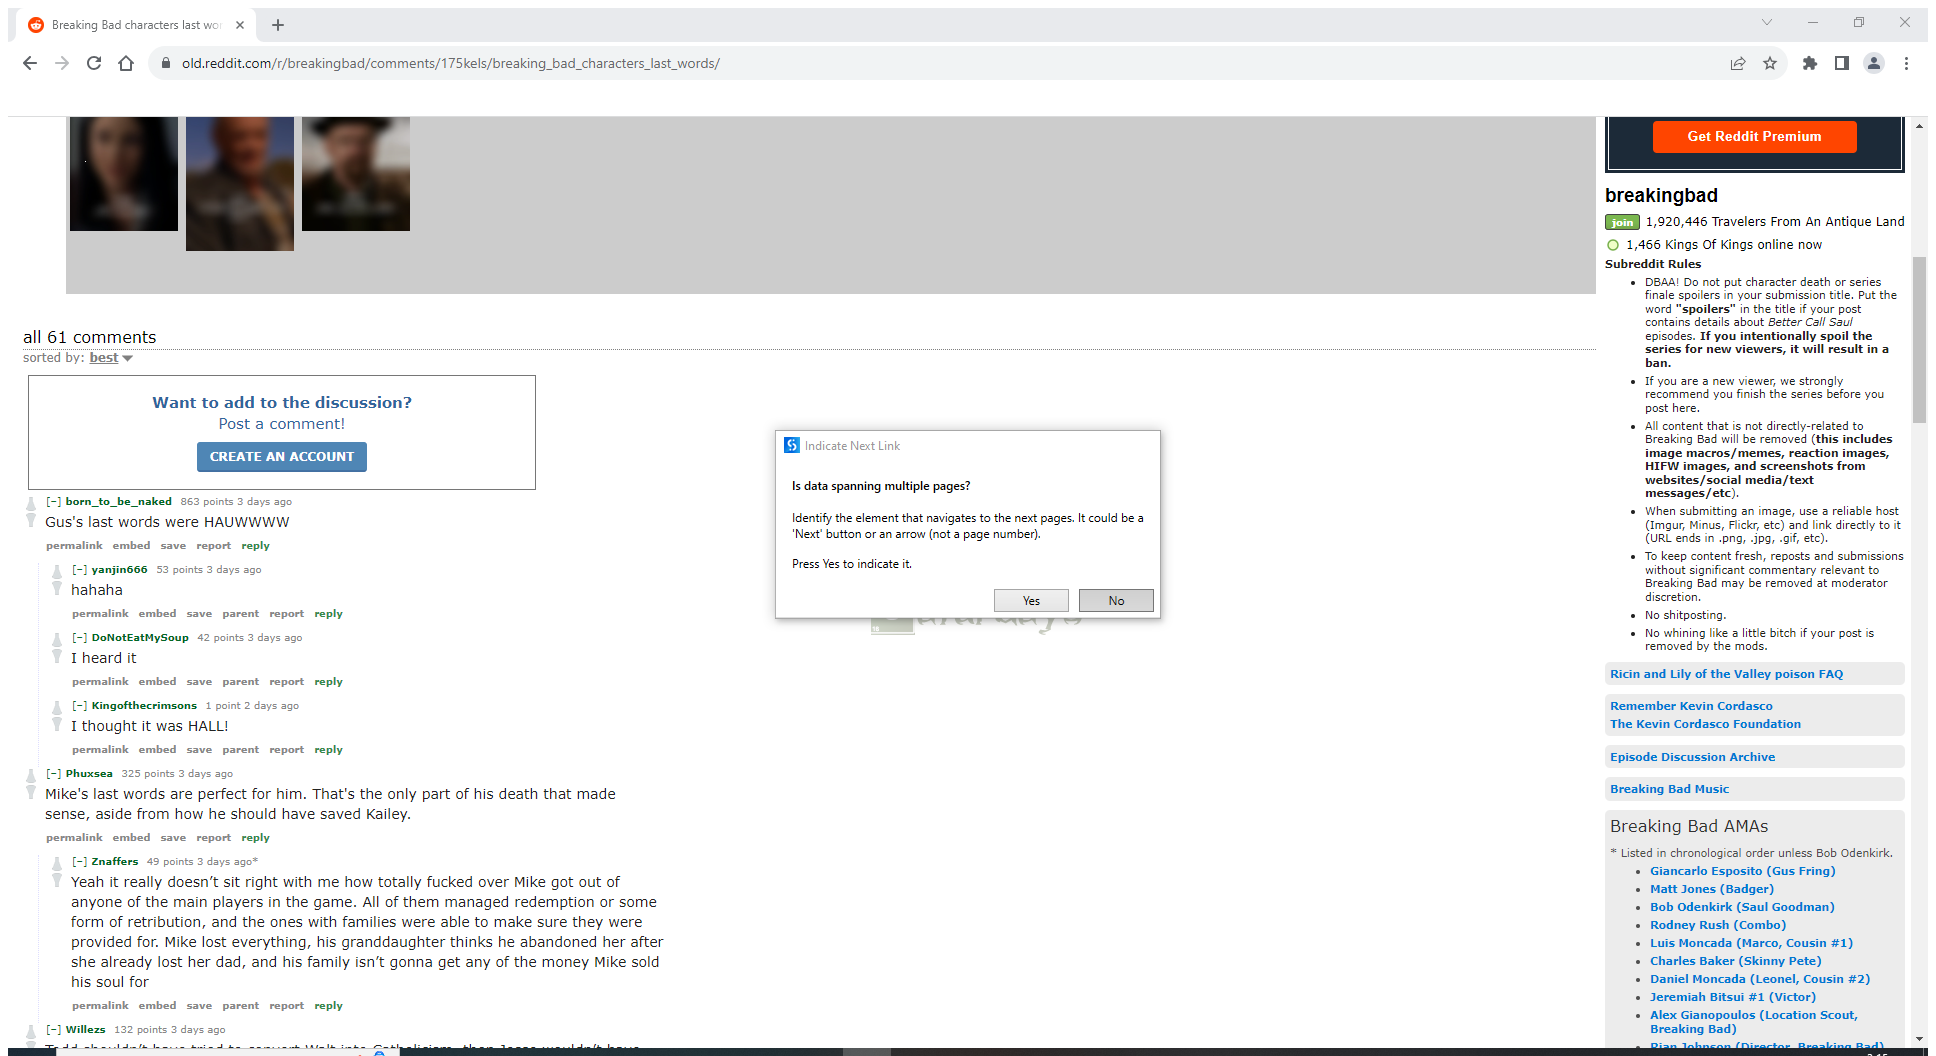 Breaking Bad characters last wor
old.reddit.com/r/breakingbad/comments/175kels/breaking_bad_characters_last_words/
all 61 comments
sorted by: best
Want to add to the discussion?
Post a comment!
CREATE AN ACCOUNT
[–] born_to_be_naked 863 points 3 days ago
Gus's last words were HAUWWWW
permalink embed save report reply
[–] yanjin666 53 points 3 days ago
hahaha
permalink embed save parent report reply
[–] DoNotEatMySoup 42 points 3 days ago
I heard it
permalink embed save parent report reply
[–] Kingofthecrimsons 1 point 2 days ago
I thought it was HALL!
permalink embed save parent report reply
[–] Phuxsea 325 points 3 days ago
Mike's last words are perfect for him. That's the only part of his death that made
sense, aside from how he should have saved Kailey.
permalink embed save report reply
[–] Znaffers 49 points 3 days ago*
Yeah it really doesn’t sit right with me how totally fucked over Mike got out of
anyone of the main players in the game. All of them managed redemption or some
form of retribution, and the ones with families were able to make sure they were
provided for. Mike lost everything, his granddaughter thinks he abandoned her after
she already lost her dad, and his family isn’t gonna get any of the money Mike sold
his soul for
permalink embed save parent report reply
[–] Willezs 132 points 3 days ago
Indicate Next Link
Is data spanning multiple pages?
Identify the element that navigates to the next pages. It could be a
'Next' button or an arrow (not a page number).
Press Yes to indicate it.
Yes No
Get Reddit Premium
breakingbad
join 1,920,446 Travelers From An Antique Land
1,466 Kings Of Kings online now
Subreddit Rules
• DBAA! Do not put character death or series
finale spoilers in your submission title. Put the
word "spoilers" in the title if your post
contains details about Better Call Saul
episodes. If you intentionally spoil the
series for new viewers, it will result in a
ban.
• If you are a new viewer, we strongly
recommend you finish the series before you
post here.
• All content that is not directly-related to
Breaking Bad will be removed (this includes
image macros/memes, reaction images,
HIFW images, and screenshots from
websites/social media/text
messages/etc).
• When submitting an image, use a reliable host
(Imgur, Minus, Flickr, etc) and link directly to it
(URL ends in .png, .jpg, .gif, etc).
• To keep content fresh, reposts and submissions
without significant commentary relevant to
Breaking Bad may be removed at moderator
discretion.
• No shitposting.
• No whining like a little bitch if your post is
removed by the mods.
Ricin and Lily of the Valley poison FAQ
Remember Kevin Cordasco
The Kevin Cordasco Foundation
Episode Discussion Archive
Breaking Bad Music
Breaking Bad AMAs
* Listed in chronological order unless Bob Odenkirk.
• Giancarlo Esposito (Gus Fring)
• Matt Jones (Badger)
• Bob Odenkirk (Saul Goodman)
• Rodney Rush (Combo)
• Luis Moncada (Marco, Cousin #1)
• Charles Baker (Skinny Pete)
• Daniel Moncada (Leonel, Cousin #2)
• Jeremiah Bitsui #1 (Victor)
• Alex Gianopoulos (Location Scout,
Breaking Bad)
• Rian Johnson (Director, Breaking Bad)